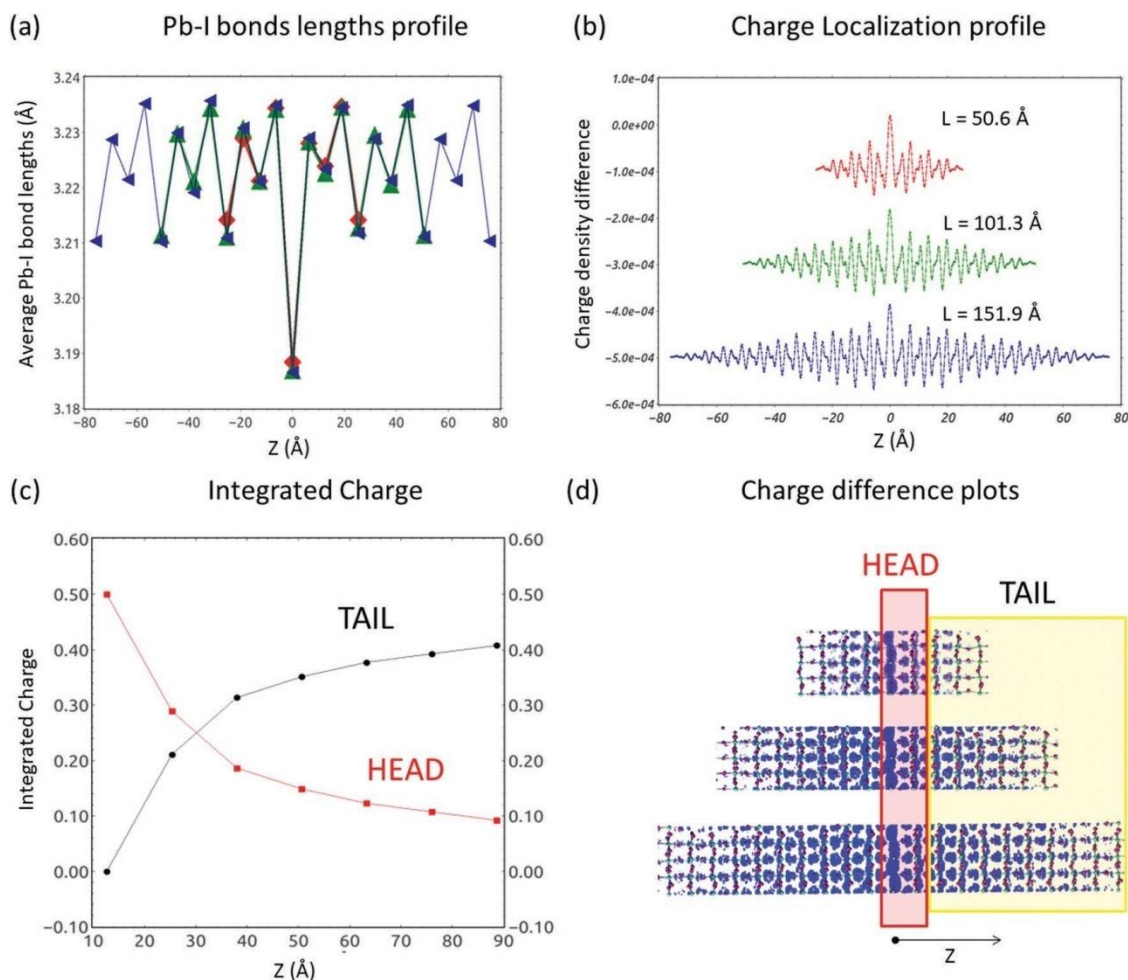 (a) Pb-I bonds lengths profile
3.24
3.23
3.22
3.21
3.20
3.19
3.18
Average Pb-I bond lengths (Å)
−80 −60 −40 −20 0 20 40 60 80
Z (Å)
(b) Charge Localization profile
1.0e−04
0.0e+00
−1.0e−04
−2.0e−04
−3.0e−04
−4.0e−04
−5.0e−04
−6.0e−04
Charge density difference
L = 50.6 Å
L = 101.3 Å
L = 151.9 Å
−80 −60 −40 −20 0 20 40 60 80
Z (Å)
(c) Integrated Charge
0.60 0.60
0.50 0.50
0.40 0.40
0.30 0.30
0.20 0.20
0.10 0.10
0.00 0.00
−0.10 −0.10
Integrated Charge
TAIL
HEAD
10 20 30 40 50 60 70 80 90
Z (Å)
(d) Charge difference plots
HEAD
TAIL
Z